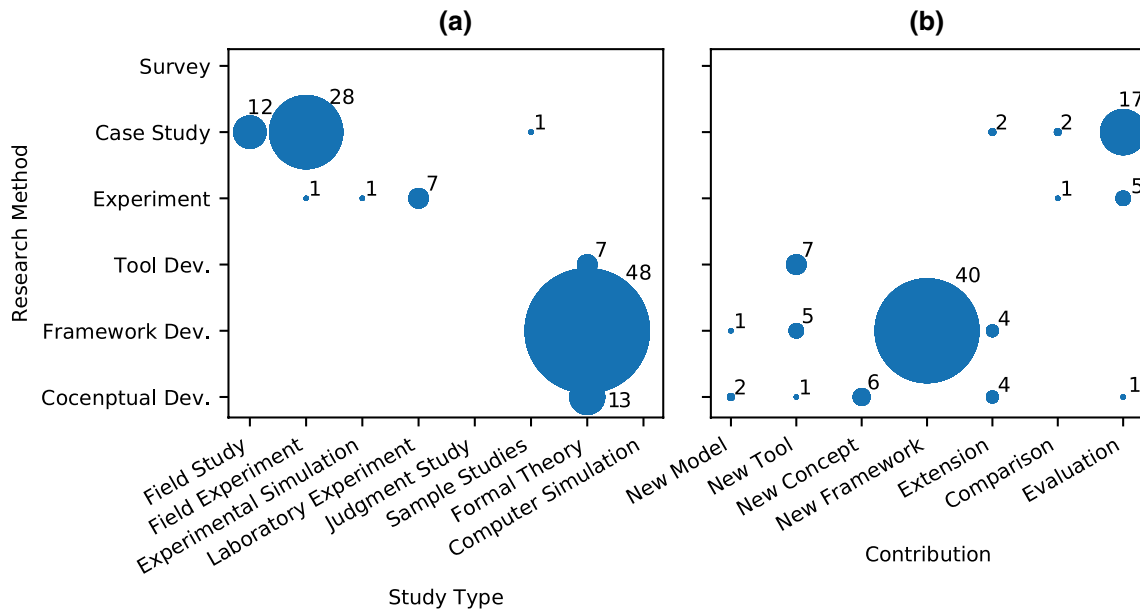 (a)
(b)
Research Method
Survey
Case Study
Experiment
Tool Dev.
Framework Dev.
Cocenptual Dev.
12
28
1
1
1
7
7
48
13
Field Study
Field Experiment
Experimental Simulation
Laboratory Experiment
Judgment Study
Sample Studies
Formal Theory
Computer Simulation
Study Type
2
2
17
1
5
7
1
5
40
4
2
1
6
4
1
New Model
New Tool
New Concept
New Framework
Extension
Comparison
Evaluation
Contribution